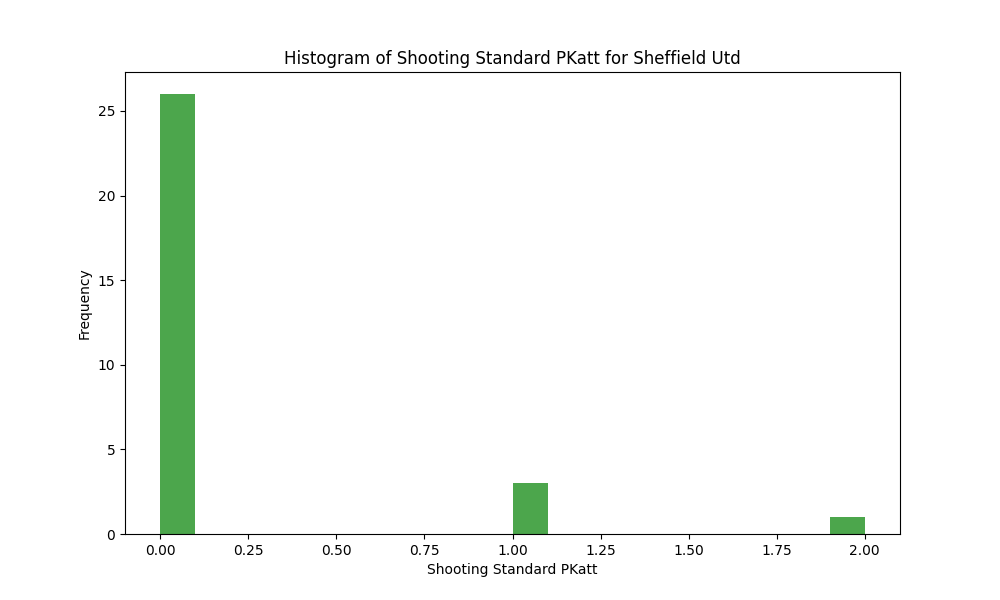 Histogram of Shooting Standard PKatt for Sheffield Utd
25
20
15
10
5
0
Frequency
0.00 0.25 0.50 0.75 1.00 1.25 1.50 1.75 2.00
Shooting Standard PKatt